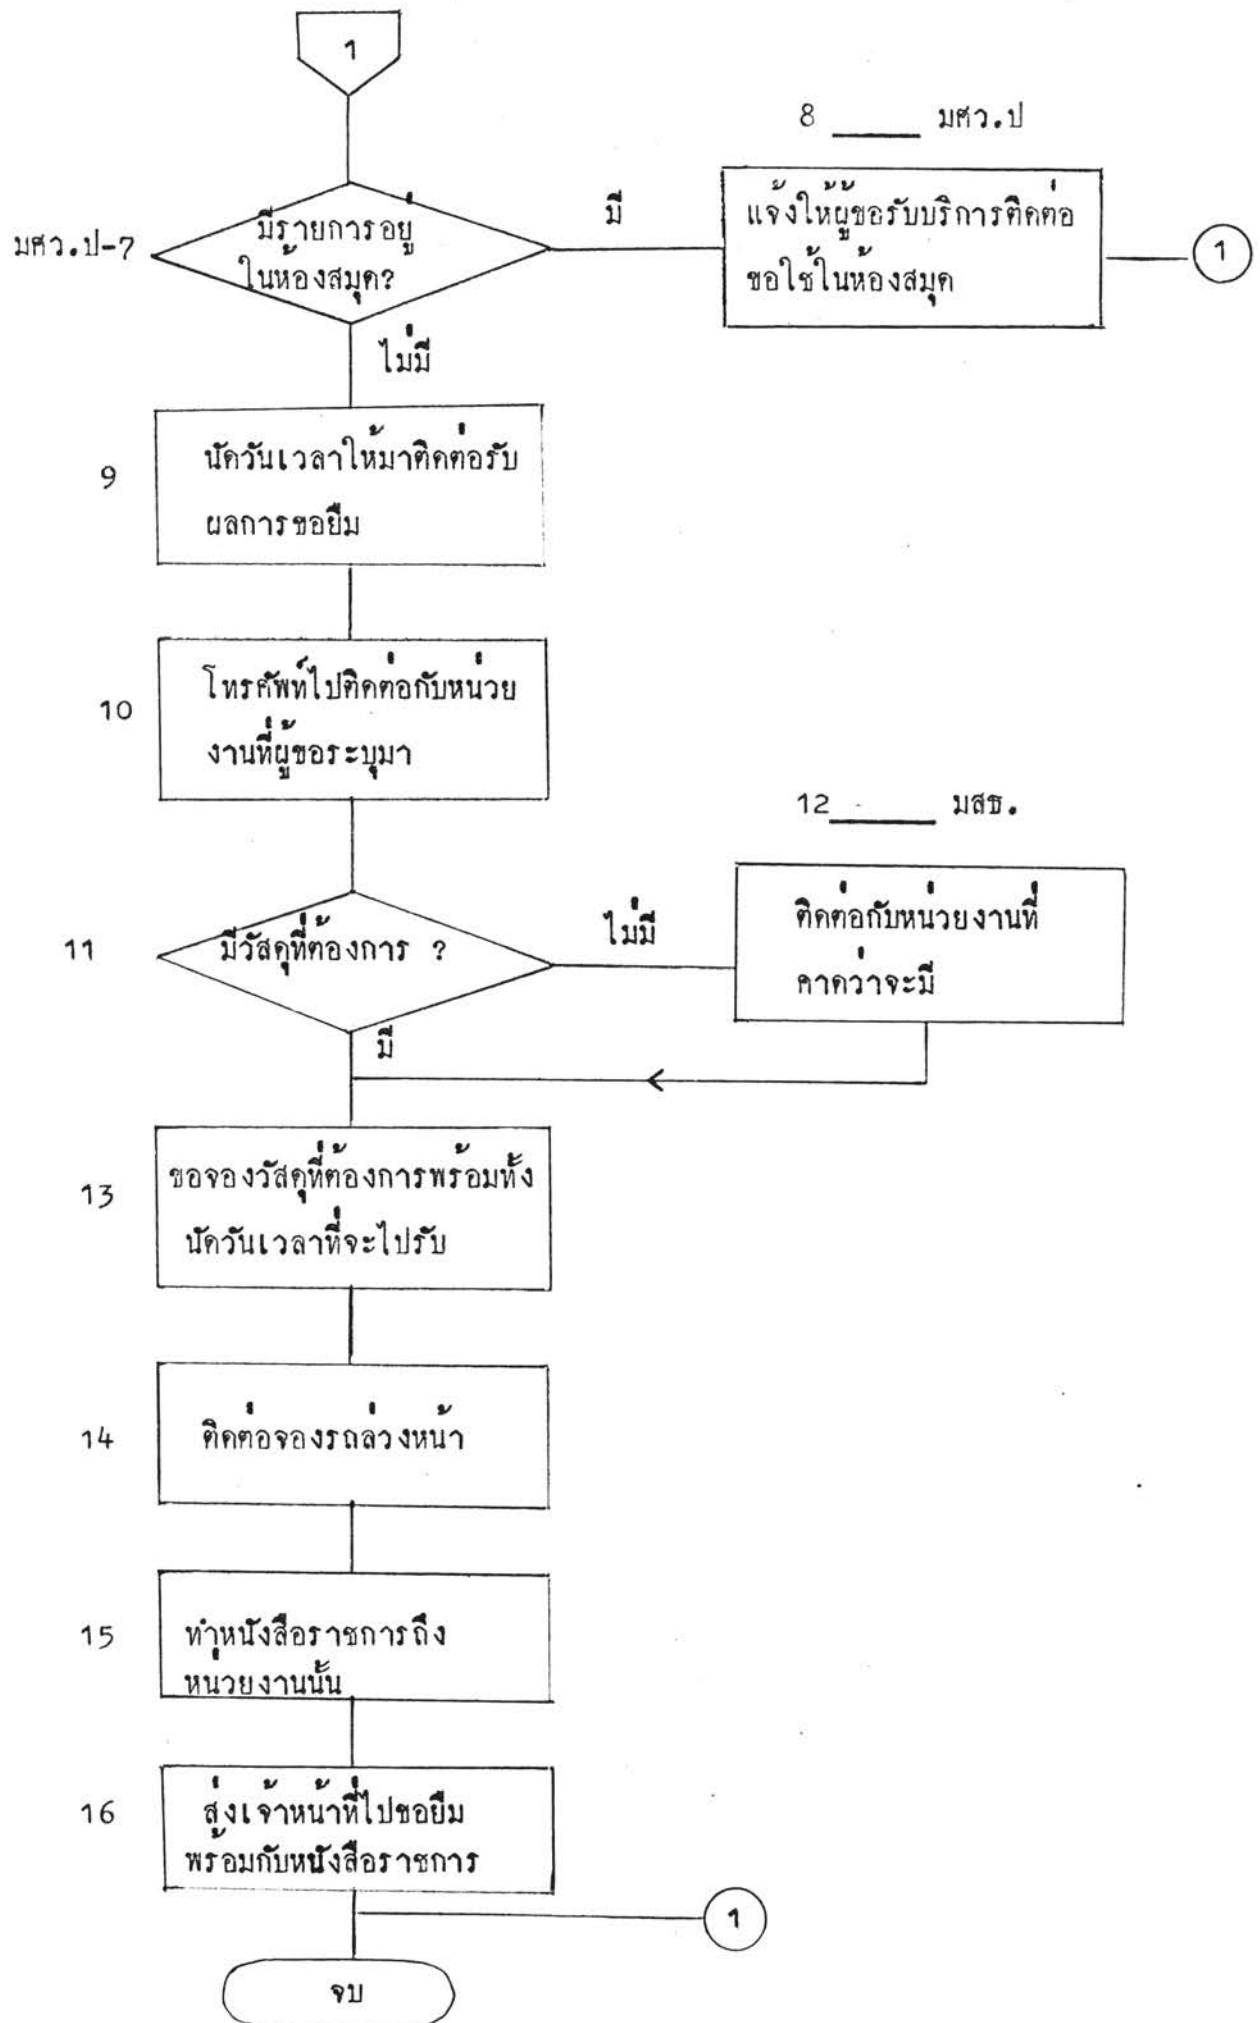 1
8 มศว.ป
มศว.ป-7
มีรายการอยู่
ในห้องสมุด?
มี
แจ้งให้ผู้ขอรับบริการติดต่อ
ขอใช้ในห้องสมุด
1
ไม่มี
9
นัดวันเวลาให้มาติดต่อรับ
ผลการขอยืม
10
โทรศัพท์ไปติดต่อกับหน่วย
งานที่ผู้ขอระบุมา
12 มสธ.
11
มีวัสดุที่ต้องการ ?
ไม่มี
ติดต่อกับหน่วยงานที่
คาดว่าจะมี
มี
13
ขอจองวัสดุที่ต้องการพร้อมทั้ง
นัดวันเวลาที่จะไปรับ
14
ติดต่อจองรถล่วงหน้า
15
ทำหนังสือราชการถึง
หน่วยงานนั้น
16
ส่งเจ้าหน้าที่ไปขอยืม
พร้อมกับหนังสือราชการ
1
จบ